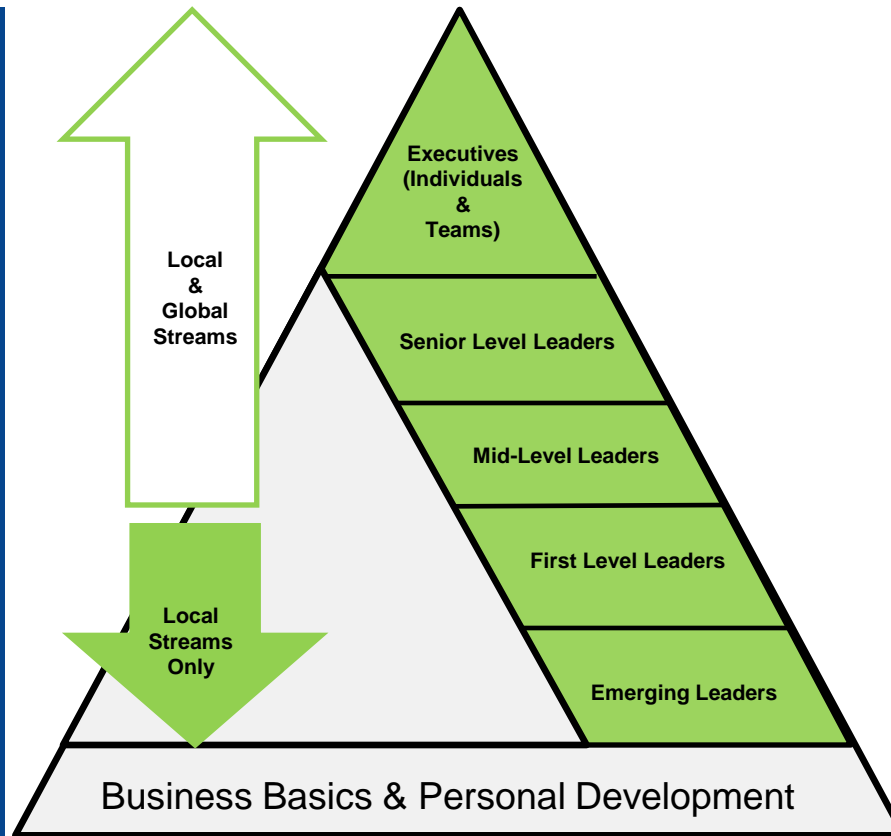 Executives
(Individuals
&
Teams)
Local
&
Global
Streams
Senior Level Leaders
Mid-Level Leaders
First Level Leaders
Local
Streams
Only
Emerging Leaders
Business Basics & Personal Development